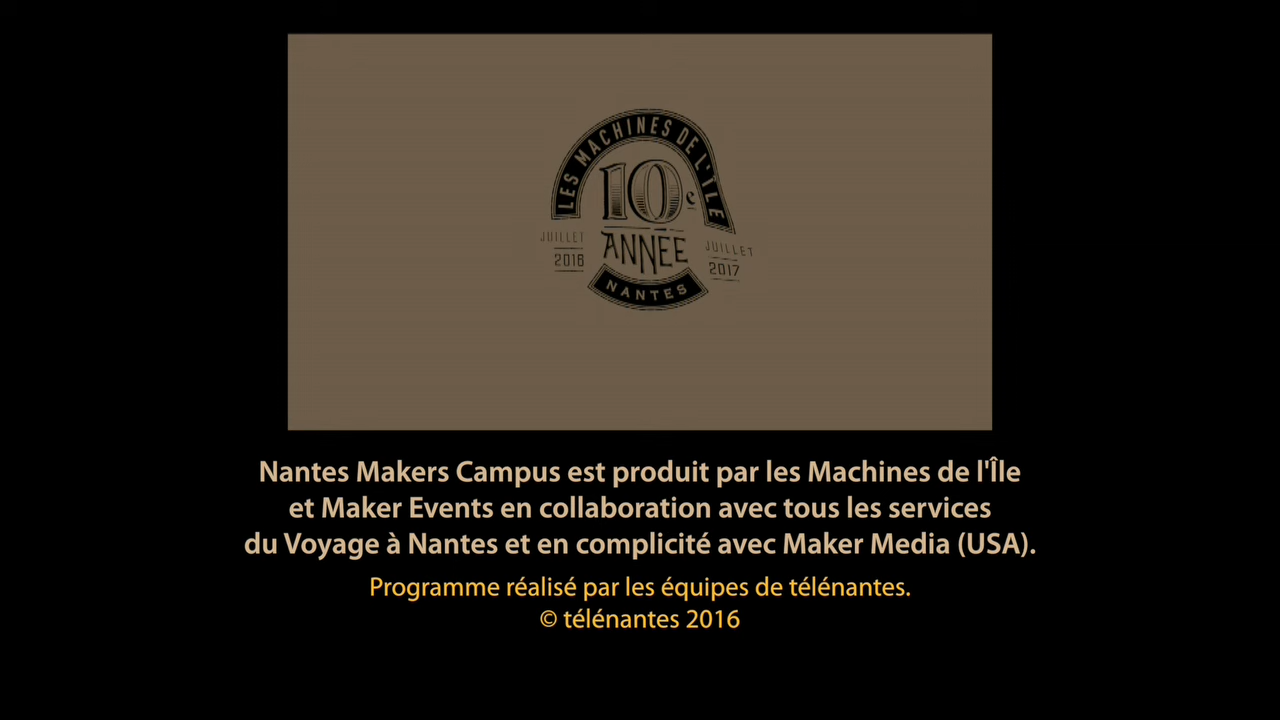 LES MACHINES DE L'ÎLE
10e
ANNÉE
JUILLET
2016
JUILLET
2017
NANTES
Nantes Makers Campus est produit par les Machines de l'Île
et Maker Events en collaboration avec tous les services
du Voyage à Nantes et en complicité avec Maker Media (USA).
Programme réalisé par les équipes de télénantes.
© télénantes 2016